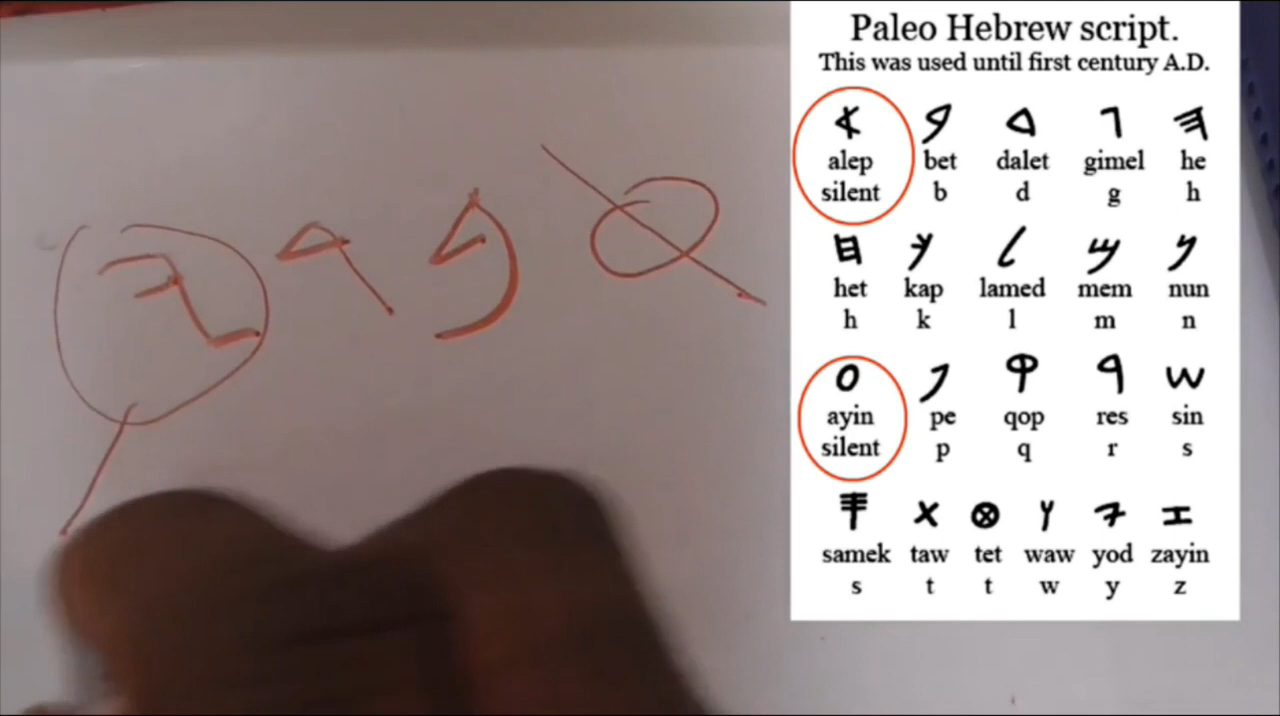 𐤏𐤁𐤓𐤉
Paleo Hebrew script.
This was used until first century A.D.
𐤀 𐤁 𐤃 𐤂 𐤄
alep bet dalet gimel he
silent b d g h
𐤇 𐤊 𐤋 𐤌 𐤍
het kap lamed mem nun
h k l m n
𐤏 𐤐 𐤒 𐤓 𐤔
ayin pe qop res sin
silent p q r s
𐤎 𐤕 𐤈 𐤅 𐤉 𐤆
samek taw tet waw yod zayin
s t t w y z